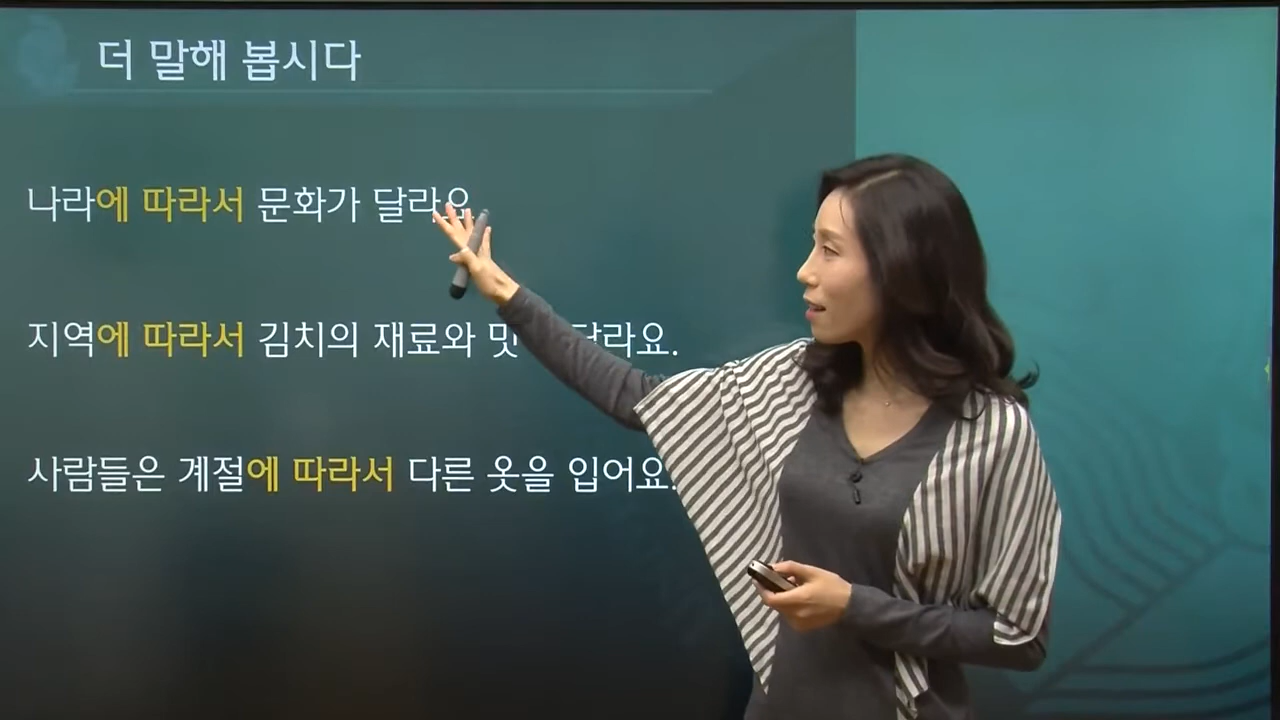 더 말해 봅시다
나라에 따라서 문화가 달라요
지역에 따라서 김치의 재료와 달라요.
사람들은 계절에 따라서 다른 옷을 입어요.